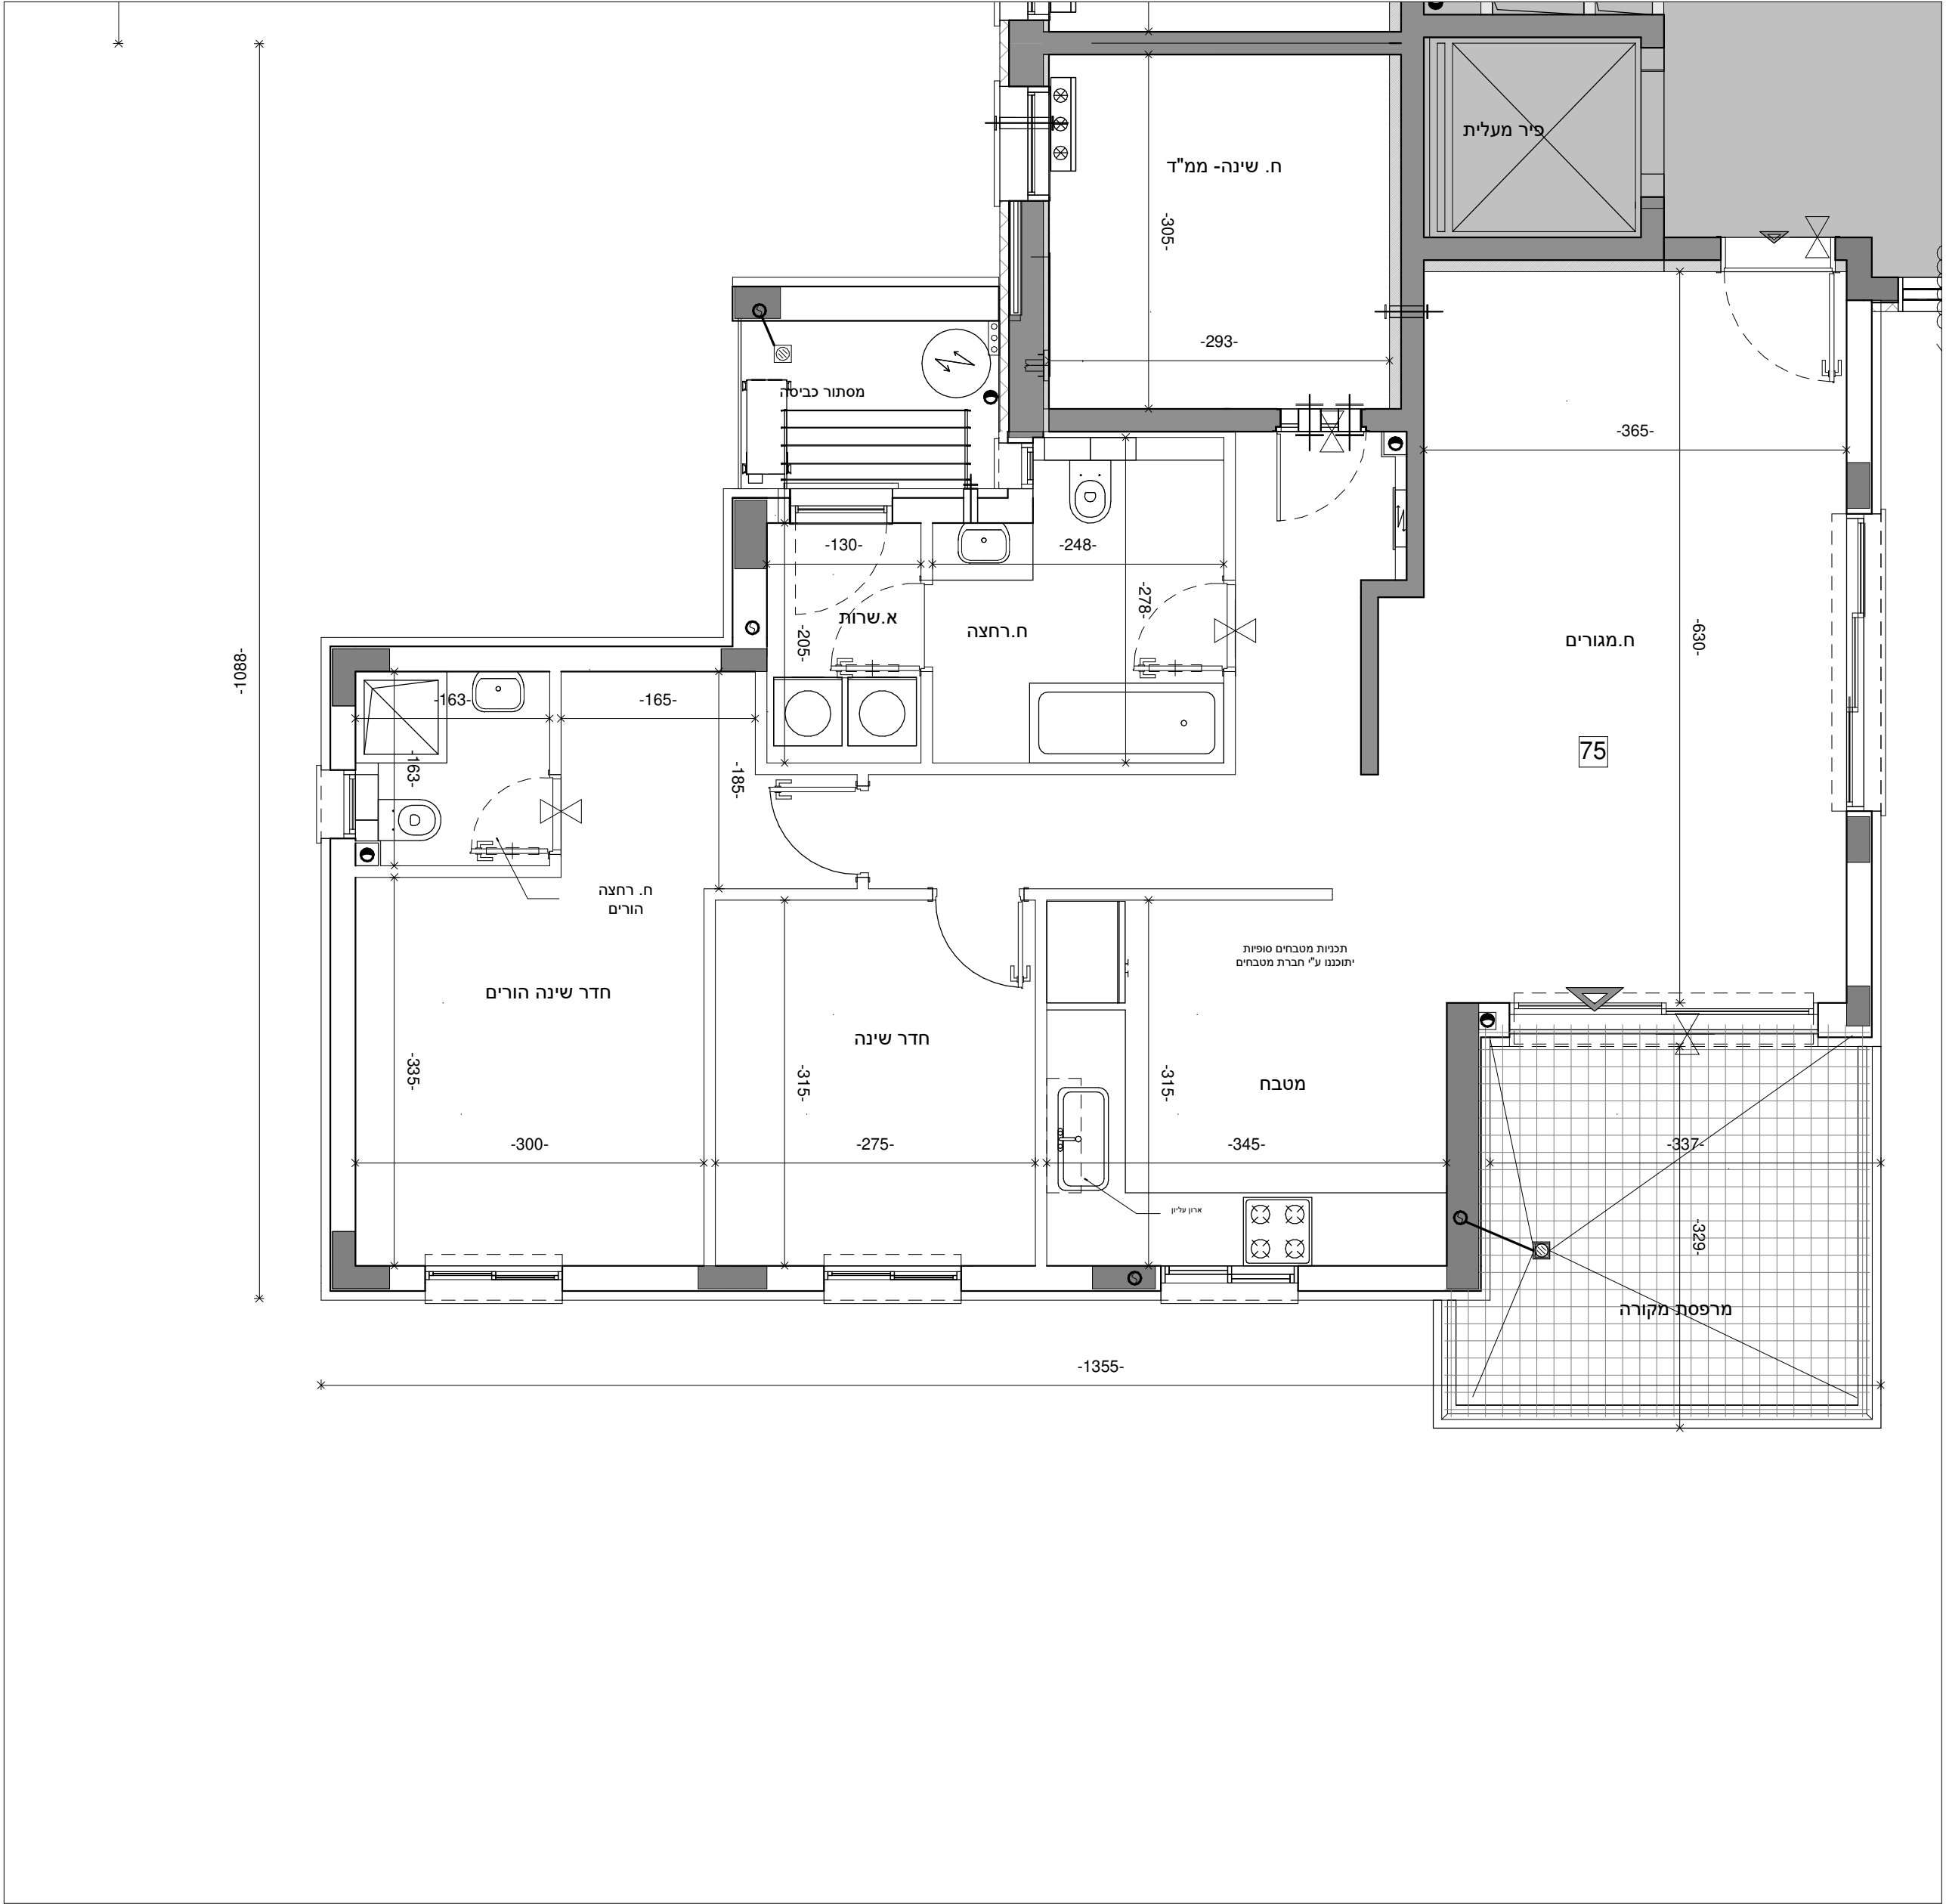 פיר מעלית
ח. שינה- ממ"ד
-305-
-293-
מסתור כביסה
-365-
-130-
-248-
-278-
א.שרות
ח.רחצה
-205-
ח.מגורים
-630-
-1088-
-163-
-165-
75
-163-
-185-
ח. רחצה
הורים
תכניות מטבחים סופיות
יתוכננו ע"י חברת מטבחים
חדר שינה הורים
חדר שינה
-335-
-315-
-315-
מטבח
-300-
-275-
-345-
-337-
ארון עליון
-329-
מרפסת מקורה
-1355-